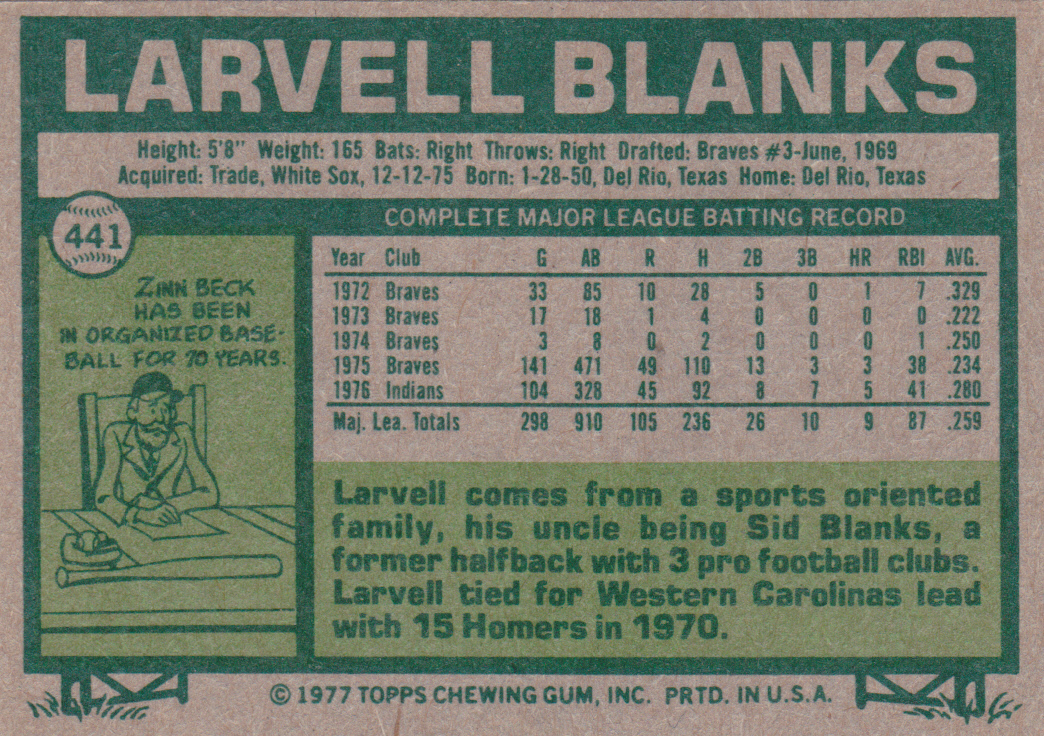 LARVELL BLANKS
Height: 5'8" Weight: 165 Bats: Right Throws: Right Drafted: Braves #3-June, 1969
Acquired: Trade, White Sox, 12-12-75 Born: 1-28-50, Del Rio, Texas Home: Del Rio, Texas
441
ZINN BECK
HAS BEEN
IN ORGANIZED BASE-
BALL FOR 70 YEARS.
COMPLETE MAJOR LEAGUE BATTING RECORD
Year Club G AB R H 2B 3B HR RBI AVG.
1972 Braves 33 85 10 28 5 0 1 7 .329
1973 Braves 17 18 1 4 0 0 0 0 .222
1974 Braves 3 8 0 2 0 0 0 1 .250
1975 Braves 141 471 49 110 13 3 3 38 .234
1976 Indians 104 328 45 92 8 7 5 41 .280
Maj. Lea. Totals 298 910 105 236 26 10 9 87 .259
Larvell comes from a sports oriented
family, his uncle being Sid Blanks, a
former halfback with 3 pro football clubs.
Larvell tied for Western Carolinas lead
with 15 Homers in 1970.
© 1977 TOPPS CHEWING GUM, INC. PRTD. IN U.S.A.